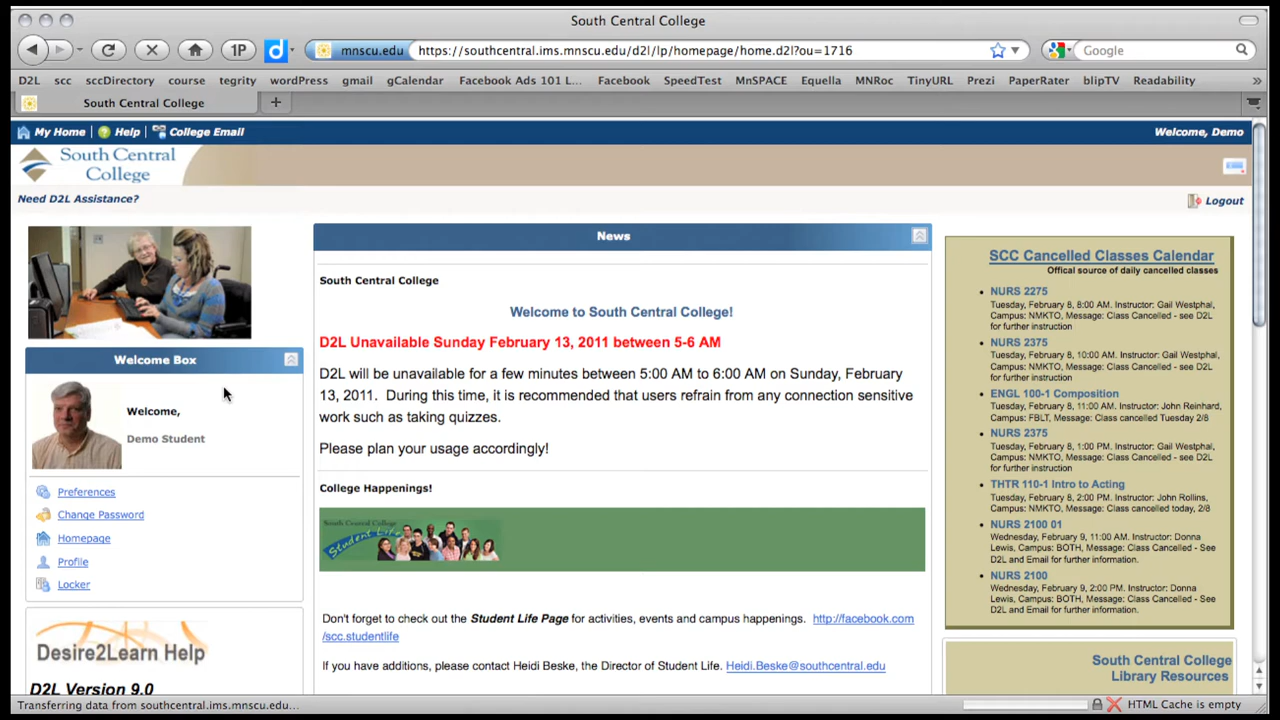 South Central College
1P
d
mnscu.edu
https://southcentral.ims.mnscu.edu/d2l/lp/homepage/home.d2l?ou=1716
Google
D2L scc sccDirectory course tegrity wordPress gmail gCalendar Facebook Ads 101 L... Facebook SpeedTest MnSPACE Equella MNRoc TinyURL Prezi PaperRater blipTV Readability »
South Central College
My Home | Help | College Email
Welcome, Demo
South Central
College
Need D2L Assistance?
Logout
Welcome Box
Welcome,
Demo Student
Preferences
Change Password
Homepage
Profile
Locker
Desire2Learn Help
D2L Version 9.0
News
South Central College
Welcome to South Central College!
D2L Unavailable Sunday February 13, 2011 between 5-6 AM
D2L will be unavailable for a few minutes between 5:00 AM to 6:00 AM on Sunday, February
13, 2011. During this time, it is recommended that users refrain from any connection sensitive
work such as taking quizzes.
Please plan your usage accordingly!
College Happenings!
South Central College
Student Life
Don't forget to check out the Student Life Page for activities, events and campus happenings. http://facebook.com
/scc.studentlife
If you have additions, please contact Heidi Beske, the Director of Student Life. Heidi.Beske@southcentral.edu
SCC Cancelled Classes Calendar
Offical source of daily cancelled classes
• NURS 2275
Tuesday, February 8, 8:00 AM. Instructor: Gail Westphal,
Campus: NMKTO, Message: Class Cancelled - see D2L
for further instruction
• NURS 2375
Tuesday, February 8, 10:00 AM. Instructor: Gail Westphal,
Campus: NMKTO, Message: Class Cancelled - see D2L
for further instruction
• ENGL 100-1 Composition
Tuesday, February 8, 11:00 AM. Instructor: John Reinhard,
Campus: FBLT, Message: Class cancelled Tuesday 2/8
• NURS 2375
Tuesday, February 8, 1:00 PM. Instructor: Gail Westphal,
Campus: NMKTO, Message: Class Cancelled - see D2L
for further instruction
• THTR 110-1 Intro to Acting
Tuesday, February 8, 2:00 PM. Instructor: John Rollins,
Campus: NMKTO, Message: Class cancelled today, 2/8
• NURS 2100 01
Wednesday, February 9, 11:00 AM. Instructor: Donna
Lewis, Campus: BOTH, Message: Class Cancelled - See
D2L and Email for further information.
• NURS 2100
Wednesday, February 9, 2:00 PM. Instructor: Donna
Lewis, Campus: BOTH, Message: Class Cancelled - See
D2L and Email for further information.
South Central College
Library Resources
Transferring data from southcentral.ims.mnscu.edu...
HTML Cache is empty